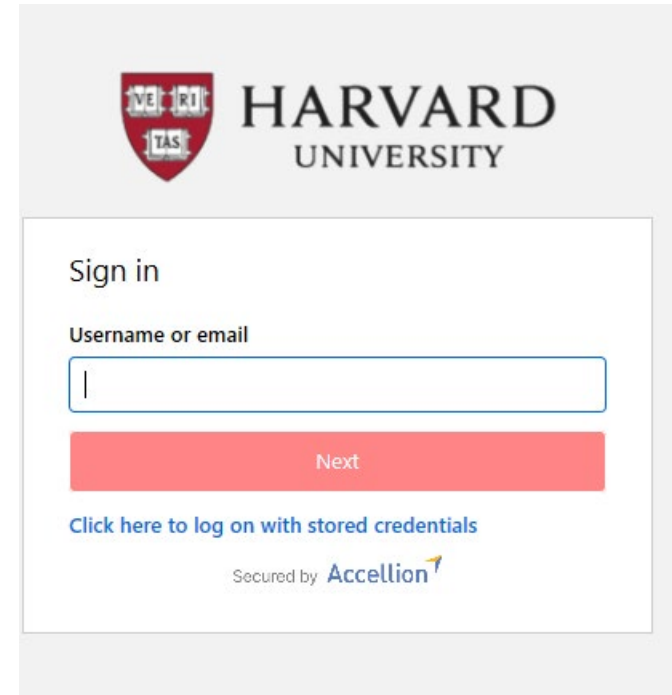 VE RI
TAS
HARVARD
UNIVERSITY
Sign in
Username or email
Next
Click here to log on with stored credentials
Secured by Accellion